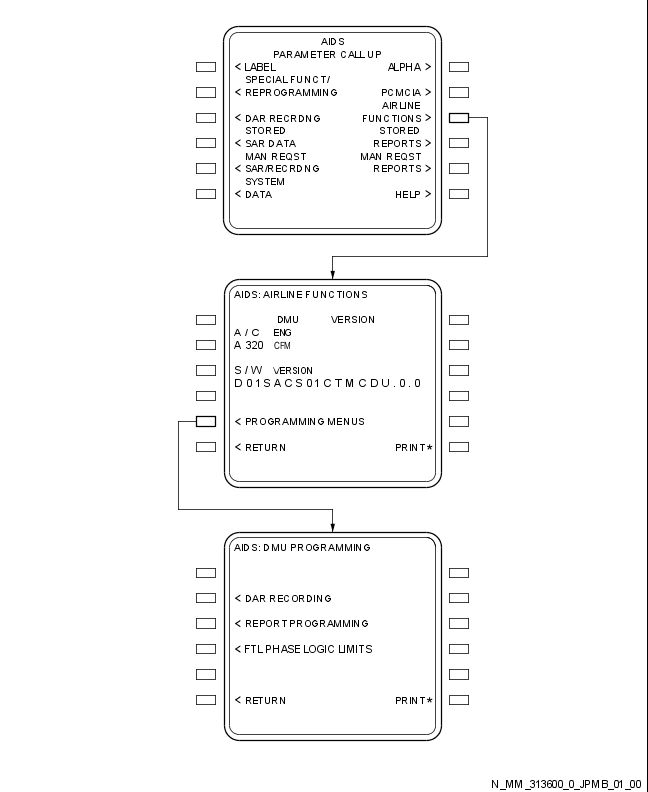 AIDS
PARAMETER CALL UP
< LABEL ALPHA >
SPECIAL FUNCT/
< REPROGRAMMING PCMCIA >
AIRLINE
< DAR RECRDNG FUNCTIONS >
STORED STORED
< SAR DATA REPORTS >
MAN REQST MAN REQST
< SAR/RECRDNG REPORTS >
SYSTEM
< DATA HELP >
AIDS: AIRLINE FUNCTIONS
DMU VERSION
A/C ENG
A320 CFM
S/W VERSION
D01SACS01CTMCDU.0.0
< PROGRAMMING MENUS
< RETURN PRINT*
AIDS: DMU PROGRAMMING
< DAR RECORDING
< REPORT PROGRAMMING
< FTL PHASE LOGIC LIMITS
< RETURN PRINT*
N_MM_313600_0_JPMB_01_00